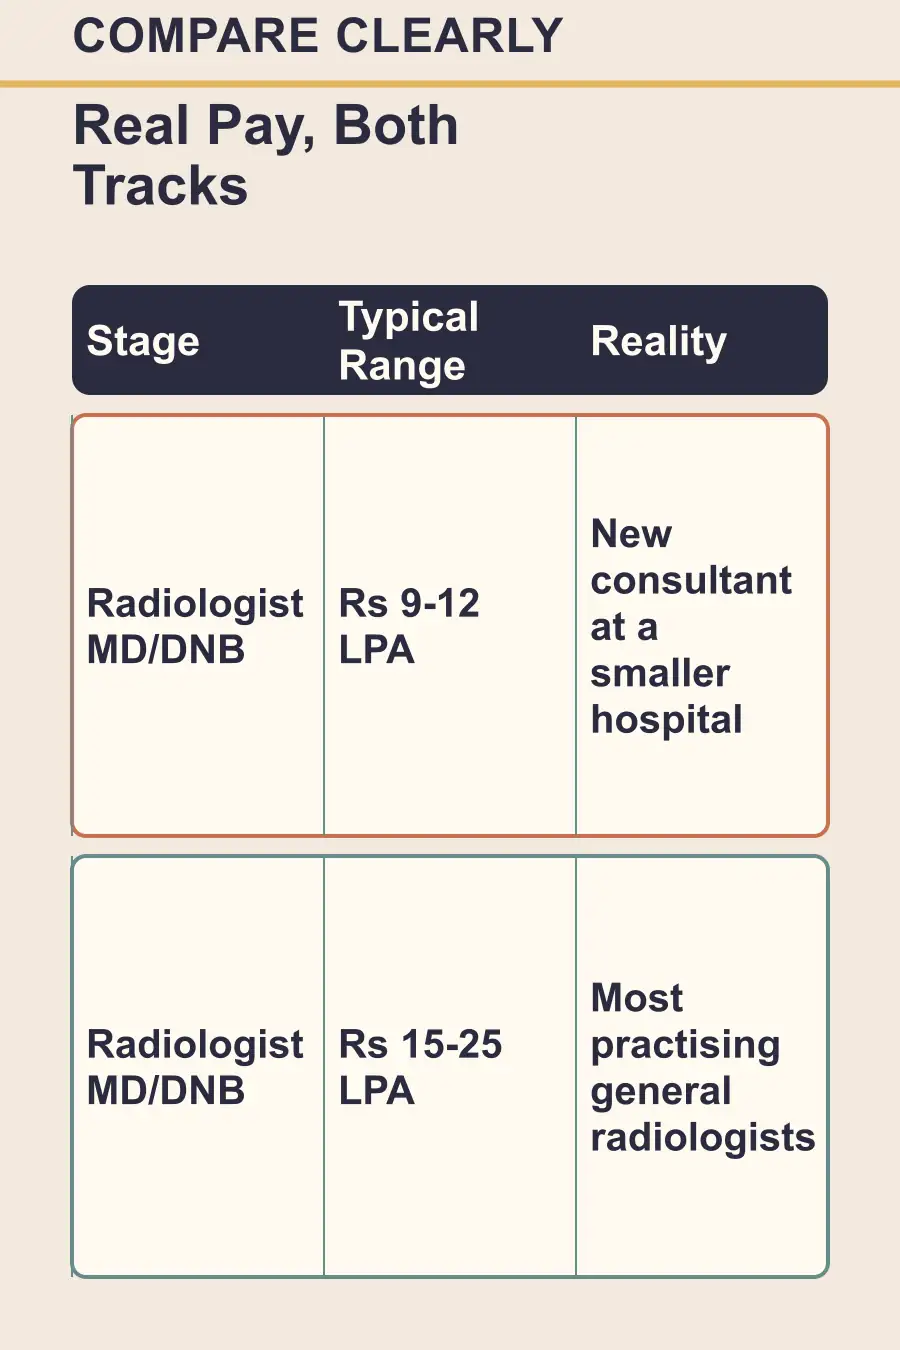 COMPARE CLEARLY
Real Pay, Both
Tracks
Stage
Typical
Range
Reality
Radiologist
MD/DNB
Rs 9-12
LPA
New
consultant
at a
smaller
hospital
Radiologist
MD/DNB
Rs 15-25
LPA
Most
practising
general
radiologists